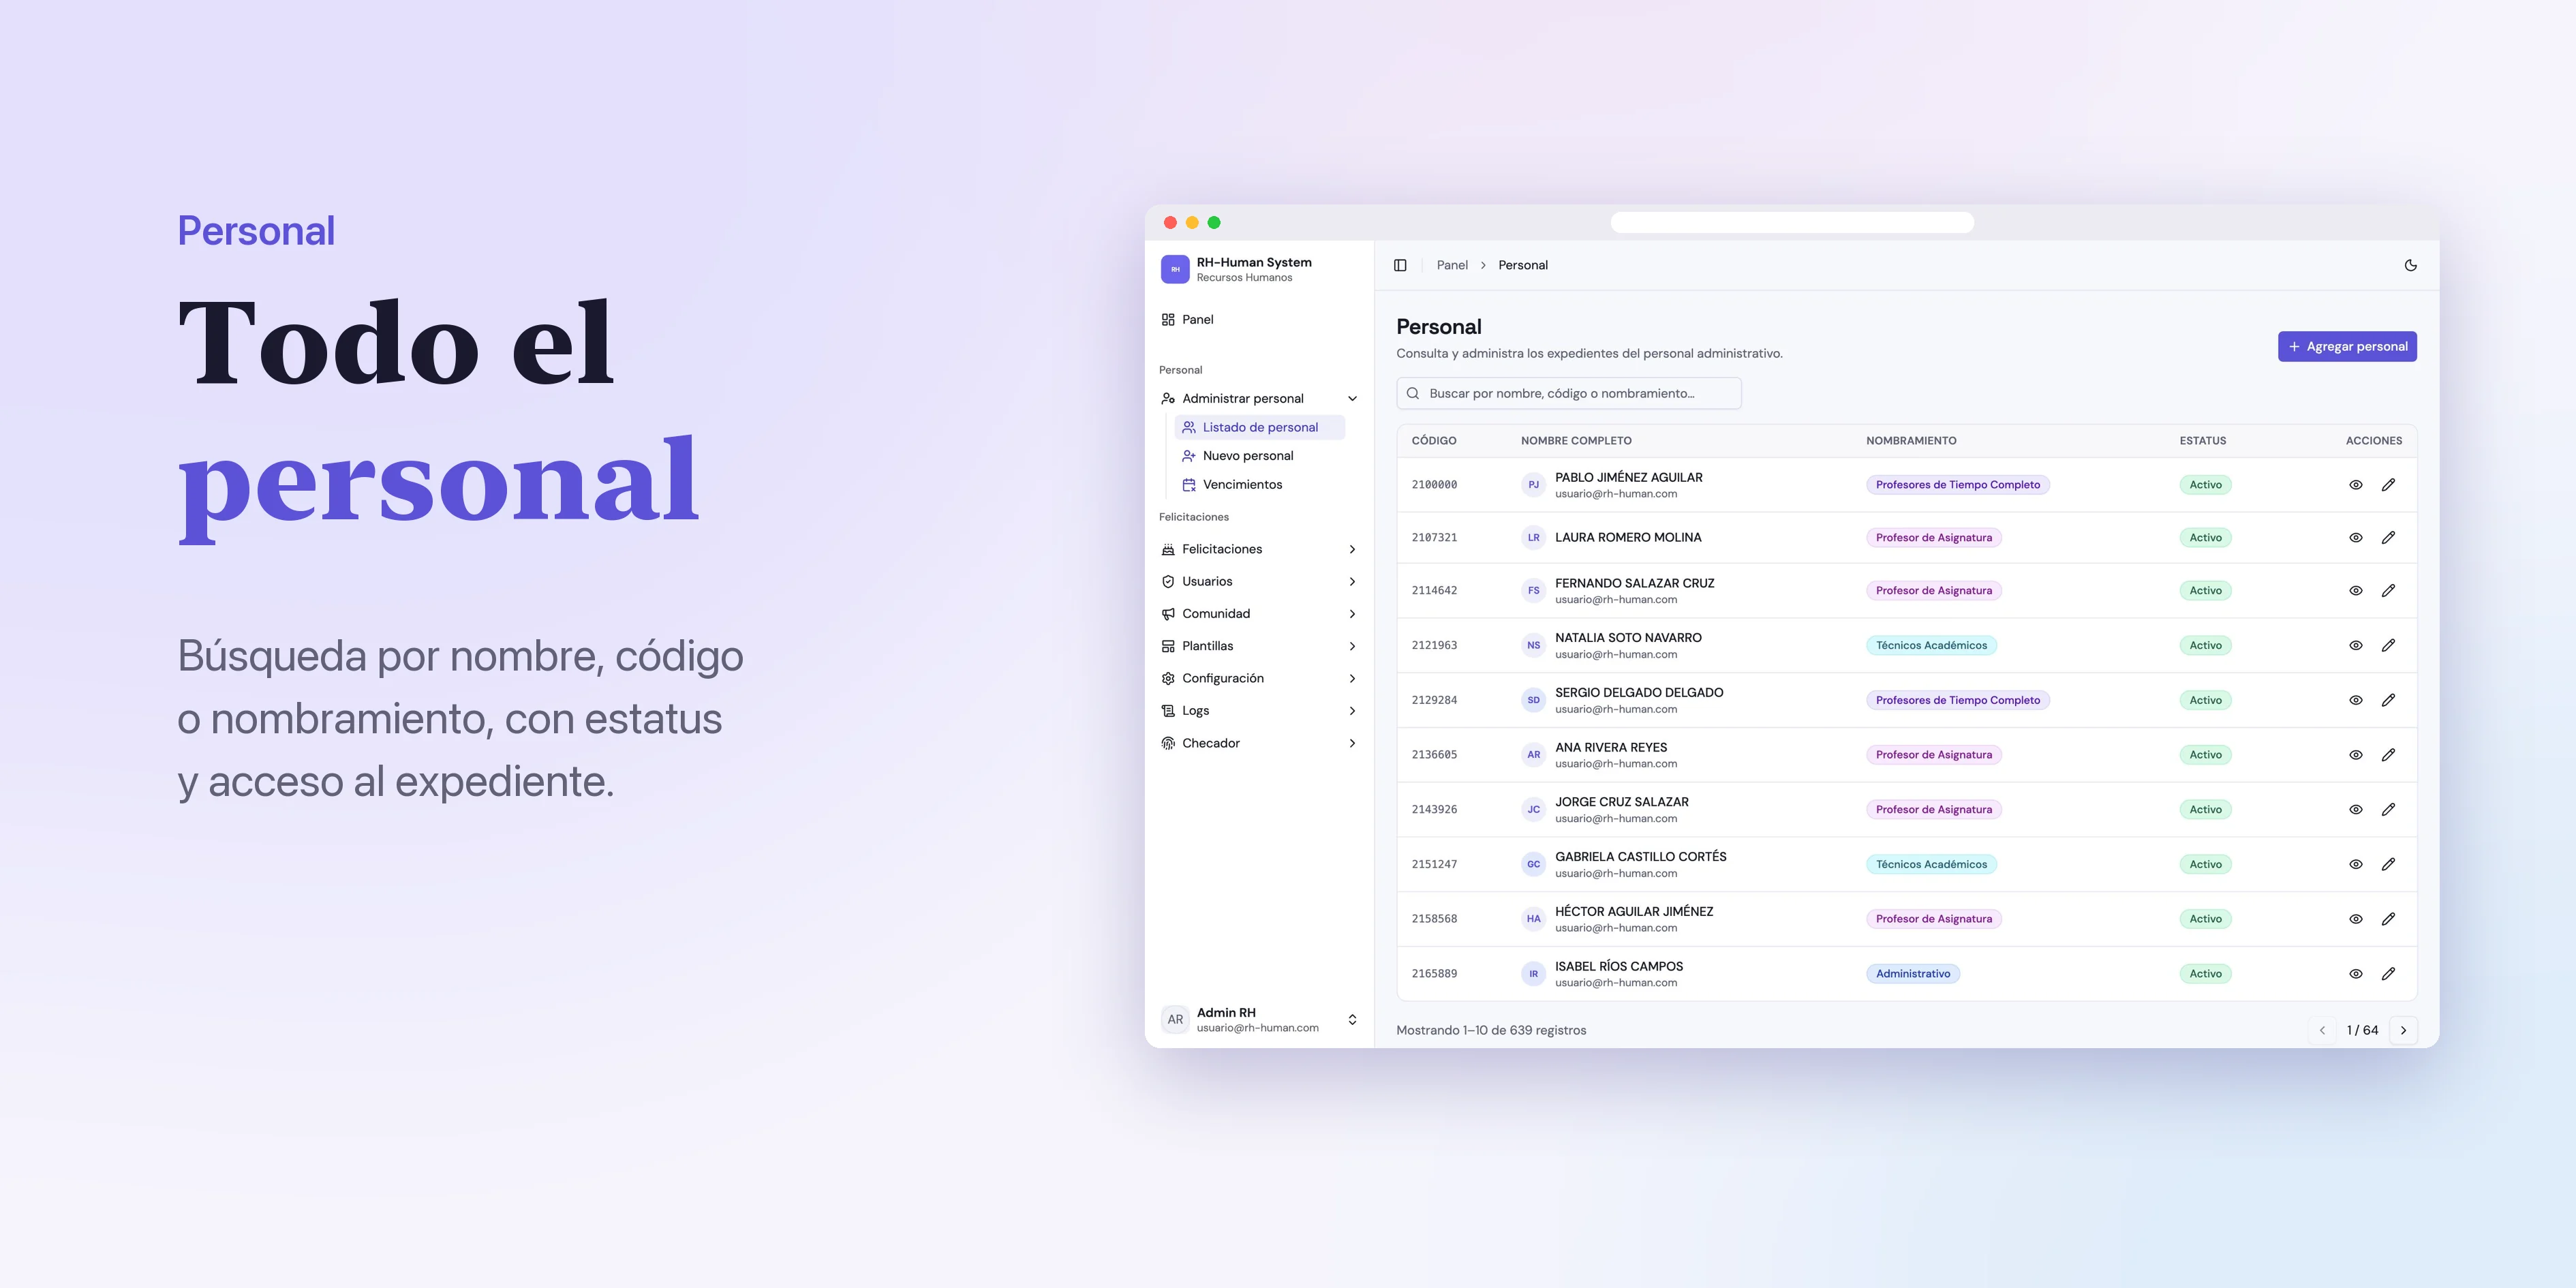 Personal
Todo el
personal
Búsqueda por nombre, código
o nombramiento, con estatus
y acceso al expediente.
RH
RH-Human System
Recursos Humanos
Panel
Personal
Administrar personal
Listado de personal
Nuevo personal
Vencimientos
Felicitaciones
Felicitaciones
Usuarios
Comunidad
Plantillas
Configuración
Logs
Checador
AR
Admin RH
usuario@rh-human.com
Panel > Personal
Personal
Consulta y administra los expedientes del personal administrativo.
+ Agregar personal
Buscar por nombre, código o nombramiento...
CÓDIGO NOMBRE COMPLETO NOMBRAMIENTO ESTATUS ACCIONES
2100000 PJ PABLO JIMÉNEZ AGUILAR Profesores de Tiempo Completo Activo
usuario@rh-human.com
2107321 LR LAURA ROMERO MOLINA Profesor de Asignatura Activo
2114642 FS FERNANDO SALAZAR CRUZ Profesor de Asignatura Activo
usuario@rh-human.com
2121963 NS NATALIA SOTO NAVARRO Técnicos Académicos Activo
usuario@rh-human.com
2129284 SD SERGIO DELGADO DELGADO Profesores de Tiempo Completo Activo
usuario@rh-human.com
2136605 AR ANA RIVERA REYES Profesor de Asignatura Activo
usuario@rh-human.com
2143926 JC JORGE CRUZ SALAZAR Profesor de Asignatura Activo
usuario@rh-human.com
2151247 GC GABRIELA CASTILLO CORTÉS Técnicos Académicos Activo
usuario@rh-human.com
2158568 HA HÉCTOR AGUILAR JIMÉNEZ Profesor de Asignatura Activo
usuario@rh-human.com
2165889 IR ISABEL RÍOS CAMPOS Administrativo Activo
usuario@rh-human.com
Mostrando 1–10 de 639 registros
1 / 64